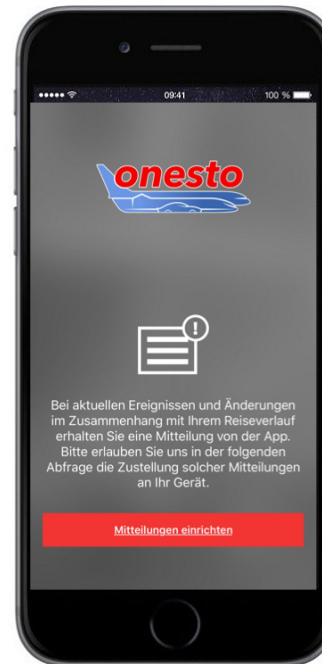 09:41
100 %
onesto
!
Bei aktuellen Ereignissen und Änderungen
im Zusammenhang mit Ihrem Reiseverlauf
erhalten Sie eine Mitteilung von der App.
Bitte erlauben Sie uns in der folgenden
Abfrage die Zustellung solcher Mitteilungen
an Ihr Gerät.
Mitteilungen einrichten